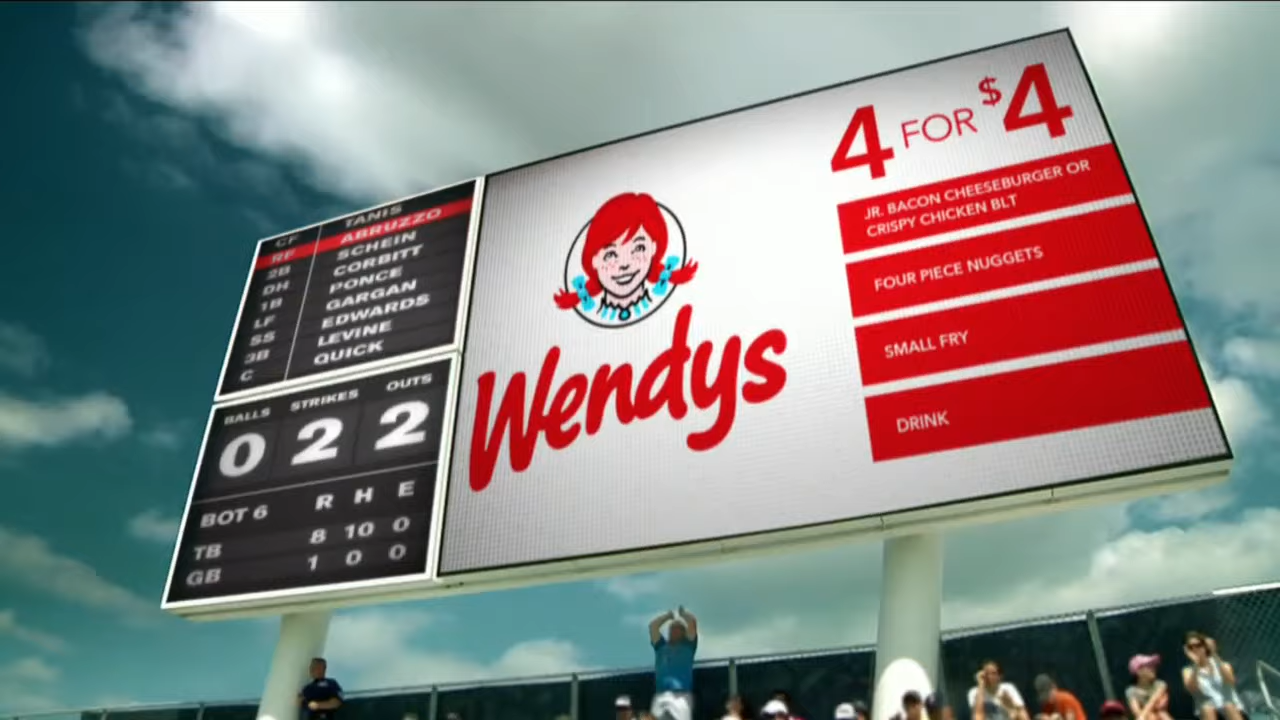 CF TANIS
RF ABRUZZO
2B SCHEIN
DH CORBITT
1B PONCE
LF GARGAN
SS EDWARDS
3B LEVINE
C QUICK
BALLS STRIKES OUTS
0 2 2
BOT 6 R H E
TB 8 10 0
GB 1 0 0
Wendys
4 FOR $4
JR. BACON CHEESEBURGER OR
CRISPY CHICKEN BLT
FOUR PIECE NUGGETS
SMALL FRY
DRINK